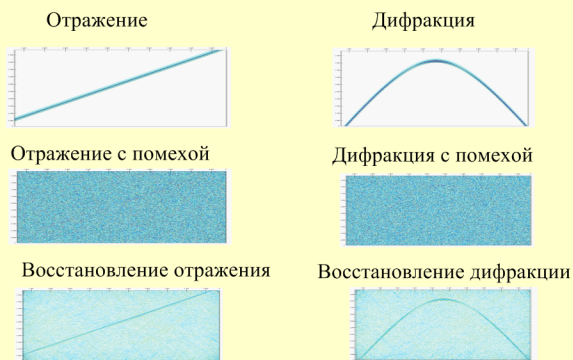 Отражение
Дифракция
Отражение с помехой
Дифракция с помехой
Восстановление отражения
Восстановление дифракции